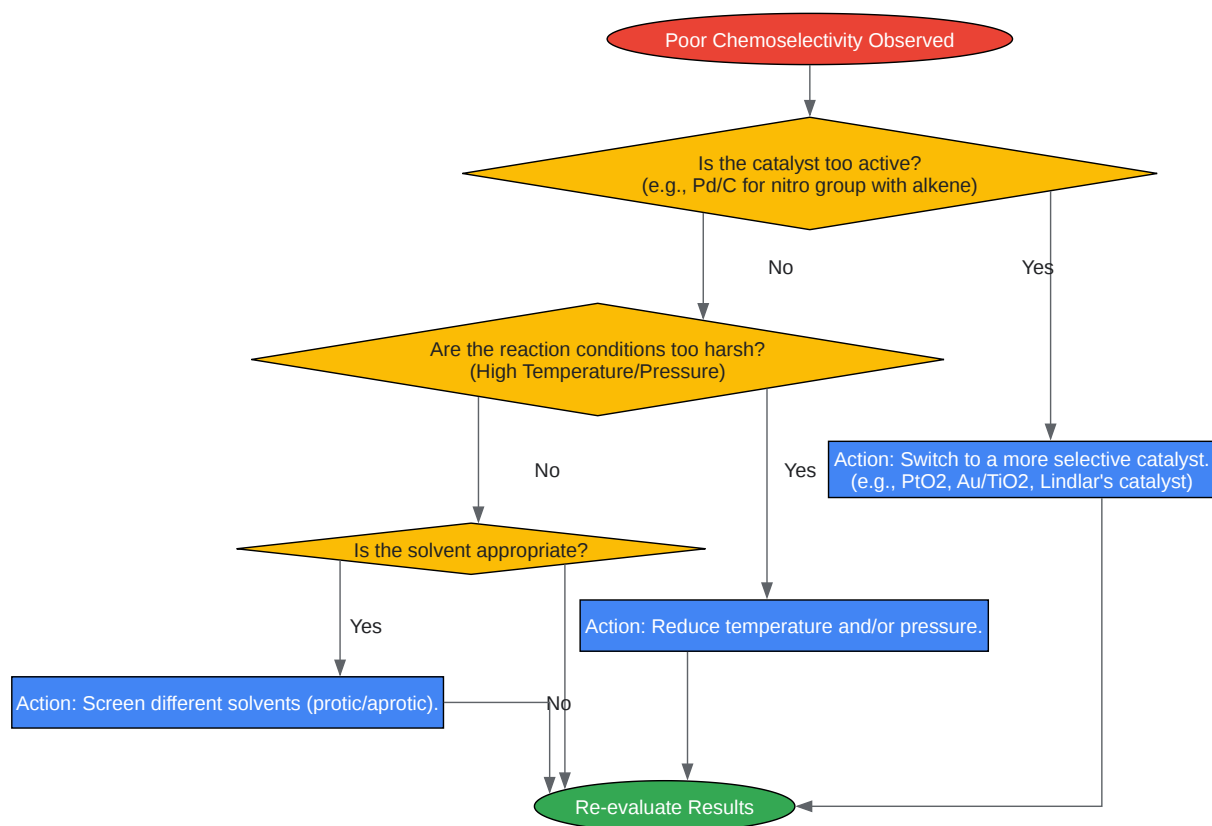 Poor Chemoselectivity Observed
Is the catalyst too active?
(e.g., Pd/C for nitro group with alkene)
No
Yes
Are the reaction conditions too harsh?
(High Temperature/Pressure)
Action: Switch to a more selective catalyst.
(e.g., PtO2, Au/TiO2, Lindlar's catalyst)
No
Yes
Is the solvent appropriate?
Yes
Action: Reduce temperature and/or pressure.
Action: Screen different solvents (protic/aprotic).
No
Re-evaluate Results